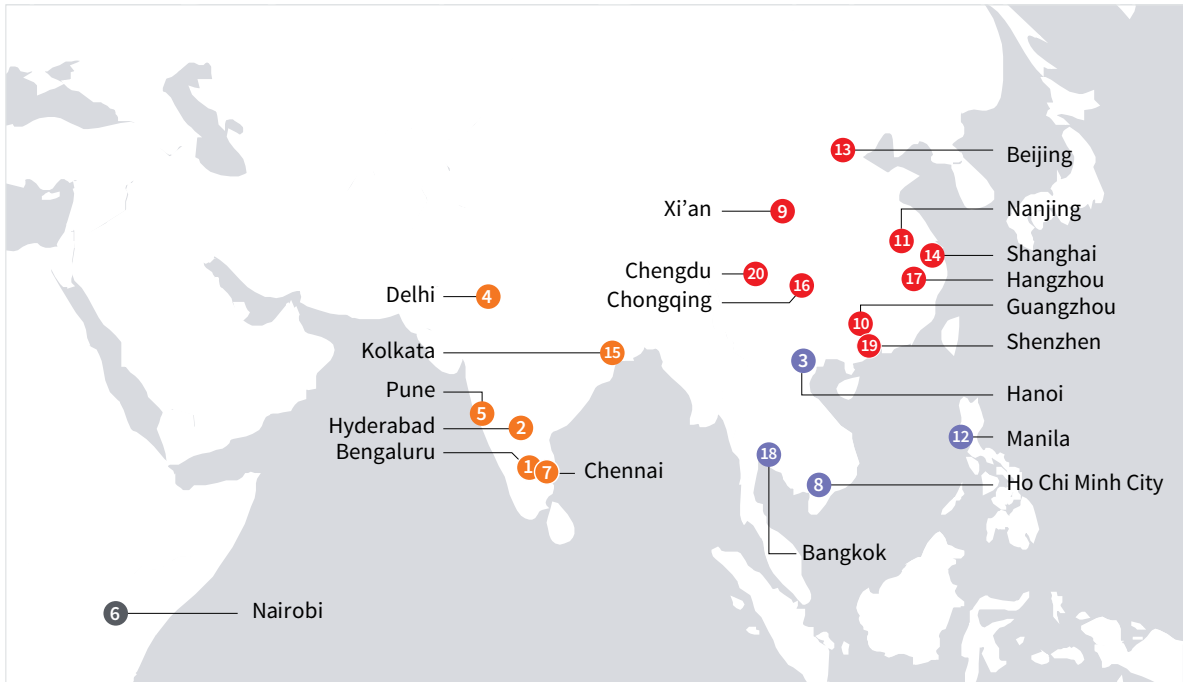 13
Beijing
Xi’an
9
Nanjing
11
14
Shanghai
Chengdu
20
17
Hangzhou
Chongqing
16
Delhi
4
Guangzhou
10
Kolkata
15
19
Shenzhen
3
Hanoi
Pune
5
Hyderabad
2
12
Manila
Bengaluru
1
7
Chennai
18
8
Ho Chi Minh City
Bangkok
6
Nairobi